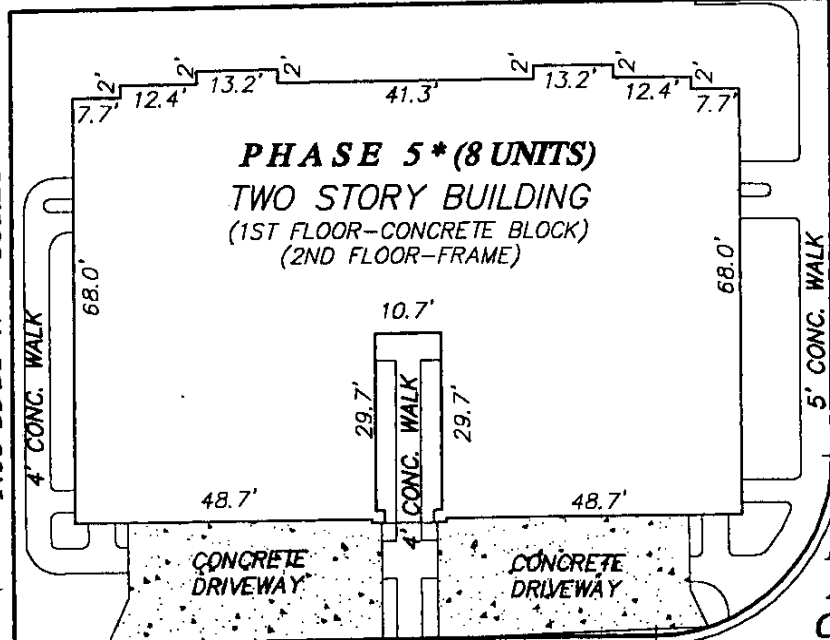 2' 2' 2' 2' 2' 2'
7.7' 12.4' 13.2' 41.3' 13.2' 12.4' 7.7'
PHASE 5* (8 UNITS)
TWO STORY BUILDING
(1ST FLOOR-CONCRETE BLOCK)
(2ND FLOOR-FRAME)
68.0'
68.0'
10.7'
4' CONC. WALK
29.7'
4' CONC. WALK
29.7'
5' CONC. WALK
48.7'
48.7'
CONCRETE
DRIVEWAY
CONCRETE
DRIVEWAY